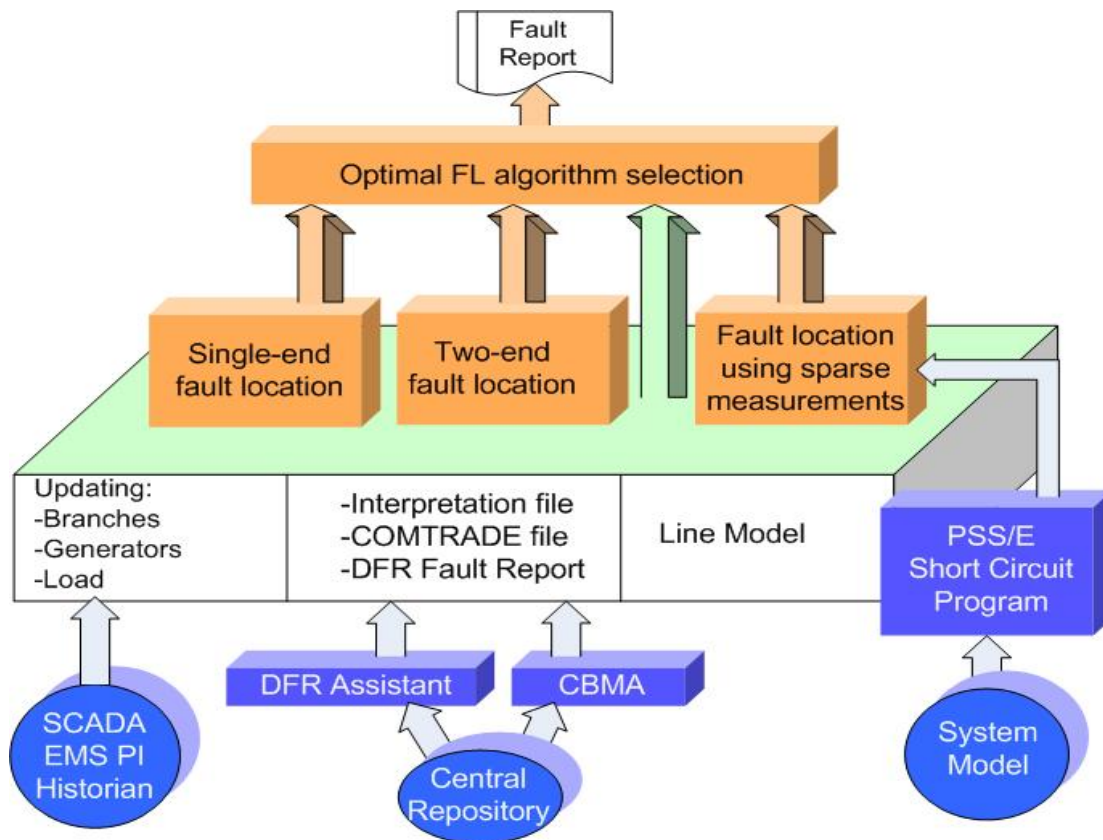 Fault
Report
Optimal FL algorithm selection
Single-end
fault location
Two-end
fault location
Fault location
using sparse
measurements
Updating:
-Branches
-Generators
-Load
-Interpretation file
-COMTRADE file
-DFR Fault Report
Line Model
PSS/E
Short Circuit
Program
DFR Assistant
CBMA
SCADA
EMS PI
Historian
Central
Repository
System
Model